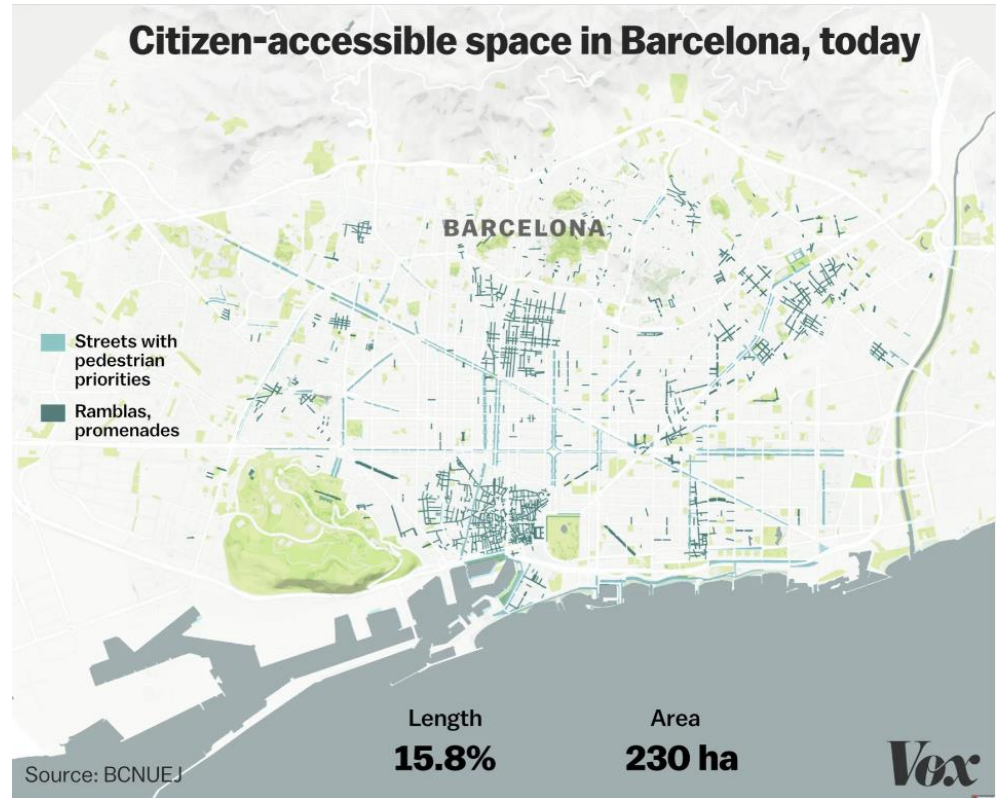 Citizen-accessible space in Barcelona, today
BARCELONA
Streets with
pedestrian
priorities
Ramblas,
promenades
Length
15.8%
Area
230 ha
Source: BCNUEJ
Vox